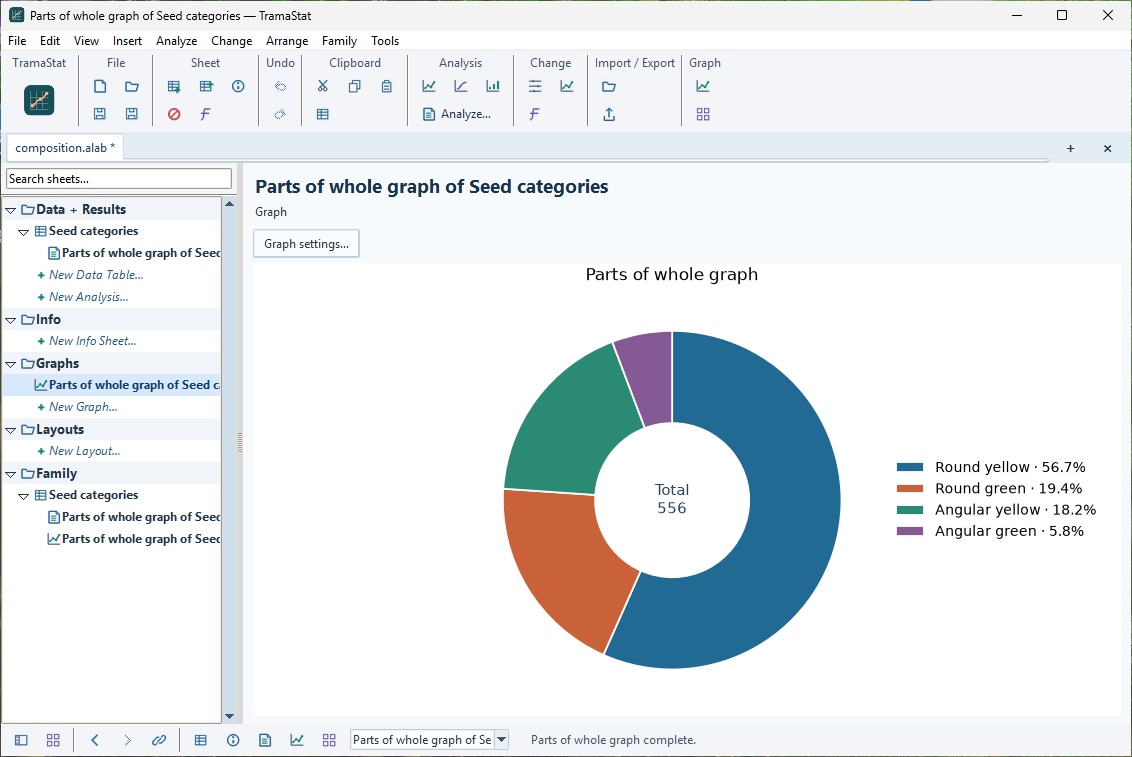 Parts of whole graph of Seed categories — TramaStat
File Edit View Insert Analyze Change Arrange Family Tools
TramaStat File Sheet Undo Clipboard Analysis Change Import / Export Graph
Analyze...
composition.alab *
Search sheets...
Data + Results
Seed categories
Parts of whole graph of Seed
+ New Data Table...
+ New Analysis...
Info
+ New Info Sheet...
Graphs
Parts of whole graph of Seed c
+ New Graph...
Layouts
+ New Layout...
Family
Seed categories
Parts of whole graph of Seed
Parts of whole graph of Seed
Parts of whole graph of Seed categories
Graph
Graph settings...
Parts of whole graph
Total
556
Round yellow · 56.7%
Round green · 19.4%
Angular yellow · 18.2%
Angular green · 5.8%
Parts of whole graph of Se
Parts of whole graph complete.